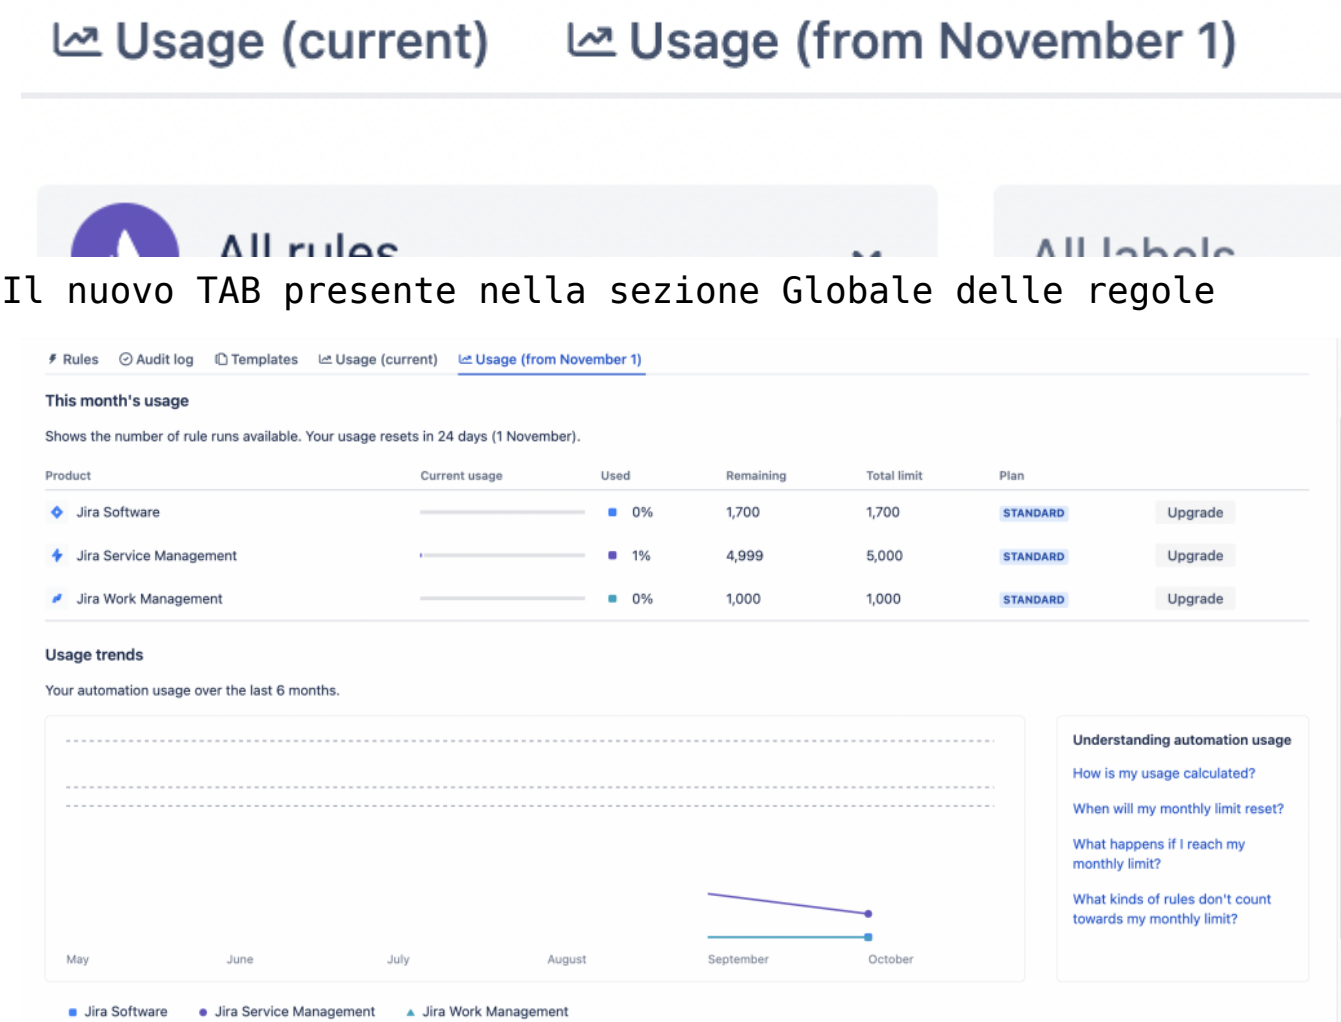 Usage (current) Usage (from November 1)
All rules All labels
Il nuovo TAB presente nella sezione Globale delle regole
Rules Audit log Templates Usage (current) Usage (from November 1)
This month's usage
Shows the number of rule runs available. Your usage resets in 24 days (1 November).
Product Current usage Used Remaining Total limit Plan
Jira Software 0% 1,700 1,700 STANDARD Upgrade
Jira Service Management 1% 4,999 5,000 STANDARD Upgrade
Jira Work Management 0% 1,000 1,000 STANDARD Upgrade
Usage trends
Your automation usage over the last 6 months.
May June July August September October
Jira Software Jira Service Management Jira Work Management
Understanding automation usage
How is my usage calculated?
When will my monthly limit reset?
What happens if I reach my
monthly limit?
What kinds of rules don't count
towards my monthly limit?